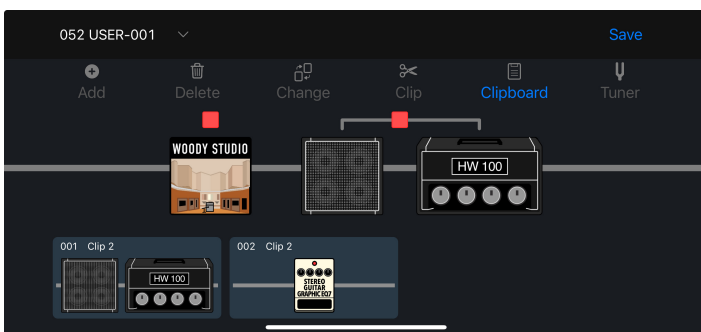 052 USER-001
Save
Add Delete Change Clip Clipboard Tuner
WOODY STUDIO
HW 100
001 Clip 2
002 Clip 2
HW 100
STEREO
GUITAR
GRAPHIC EQ7